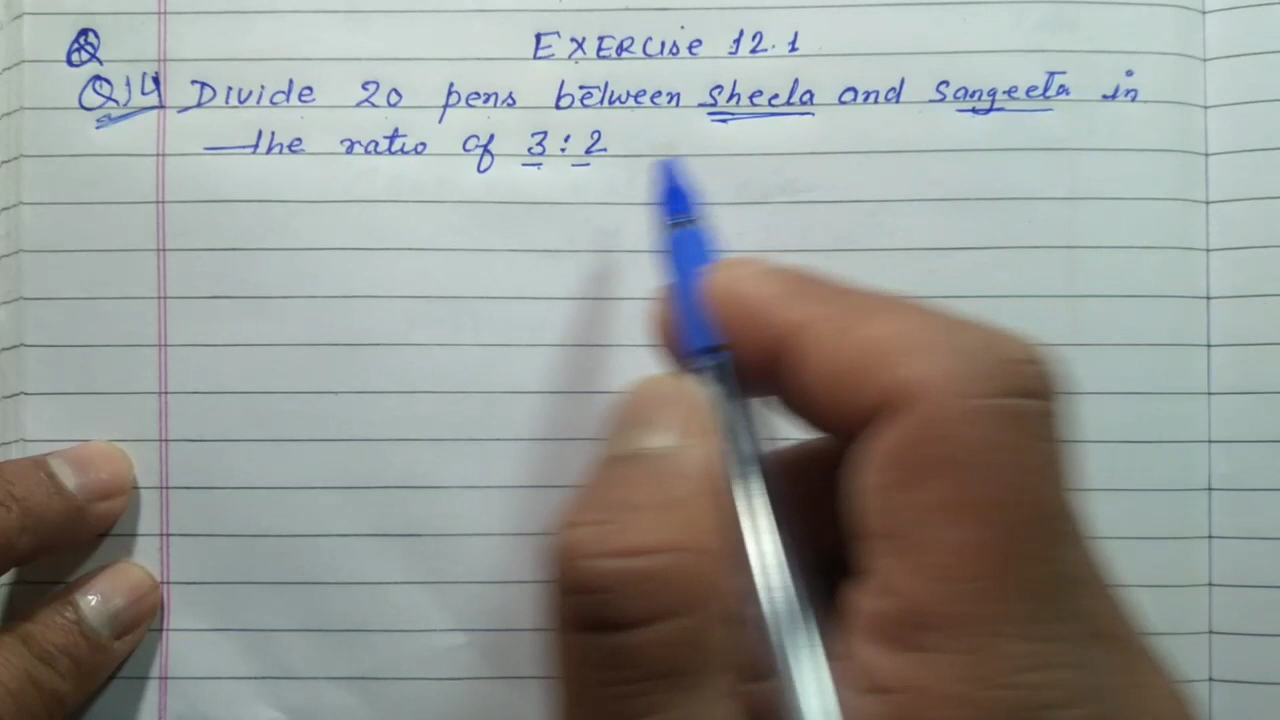 EXERCISE 12.1
Q14 Divide 20 pens between Sheela and Sangeeta in
the ratio of 3:2